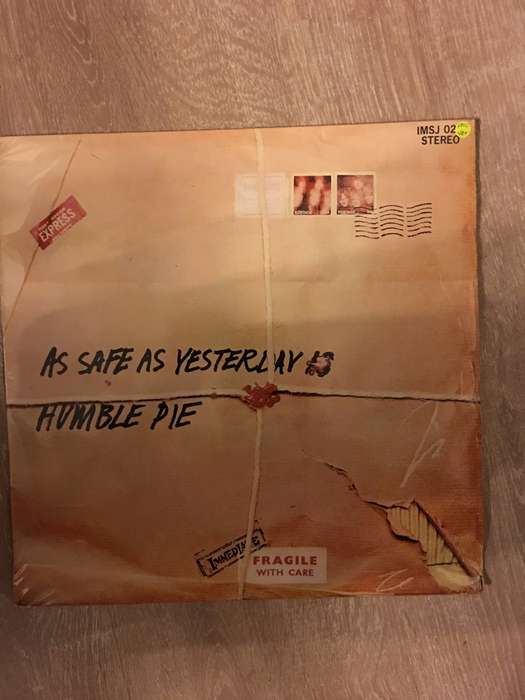 IMSJ 02
STEREO
EXPRESS
AS SAFE AS YESTERDAY IS
HUMBLE PIE
IMMEDIATE
FRAGILE
WITH CARE